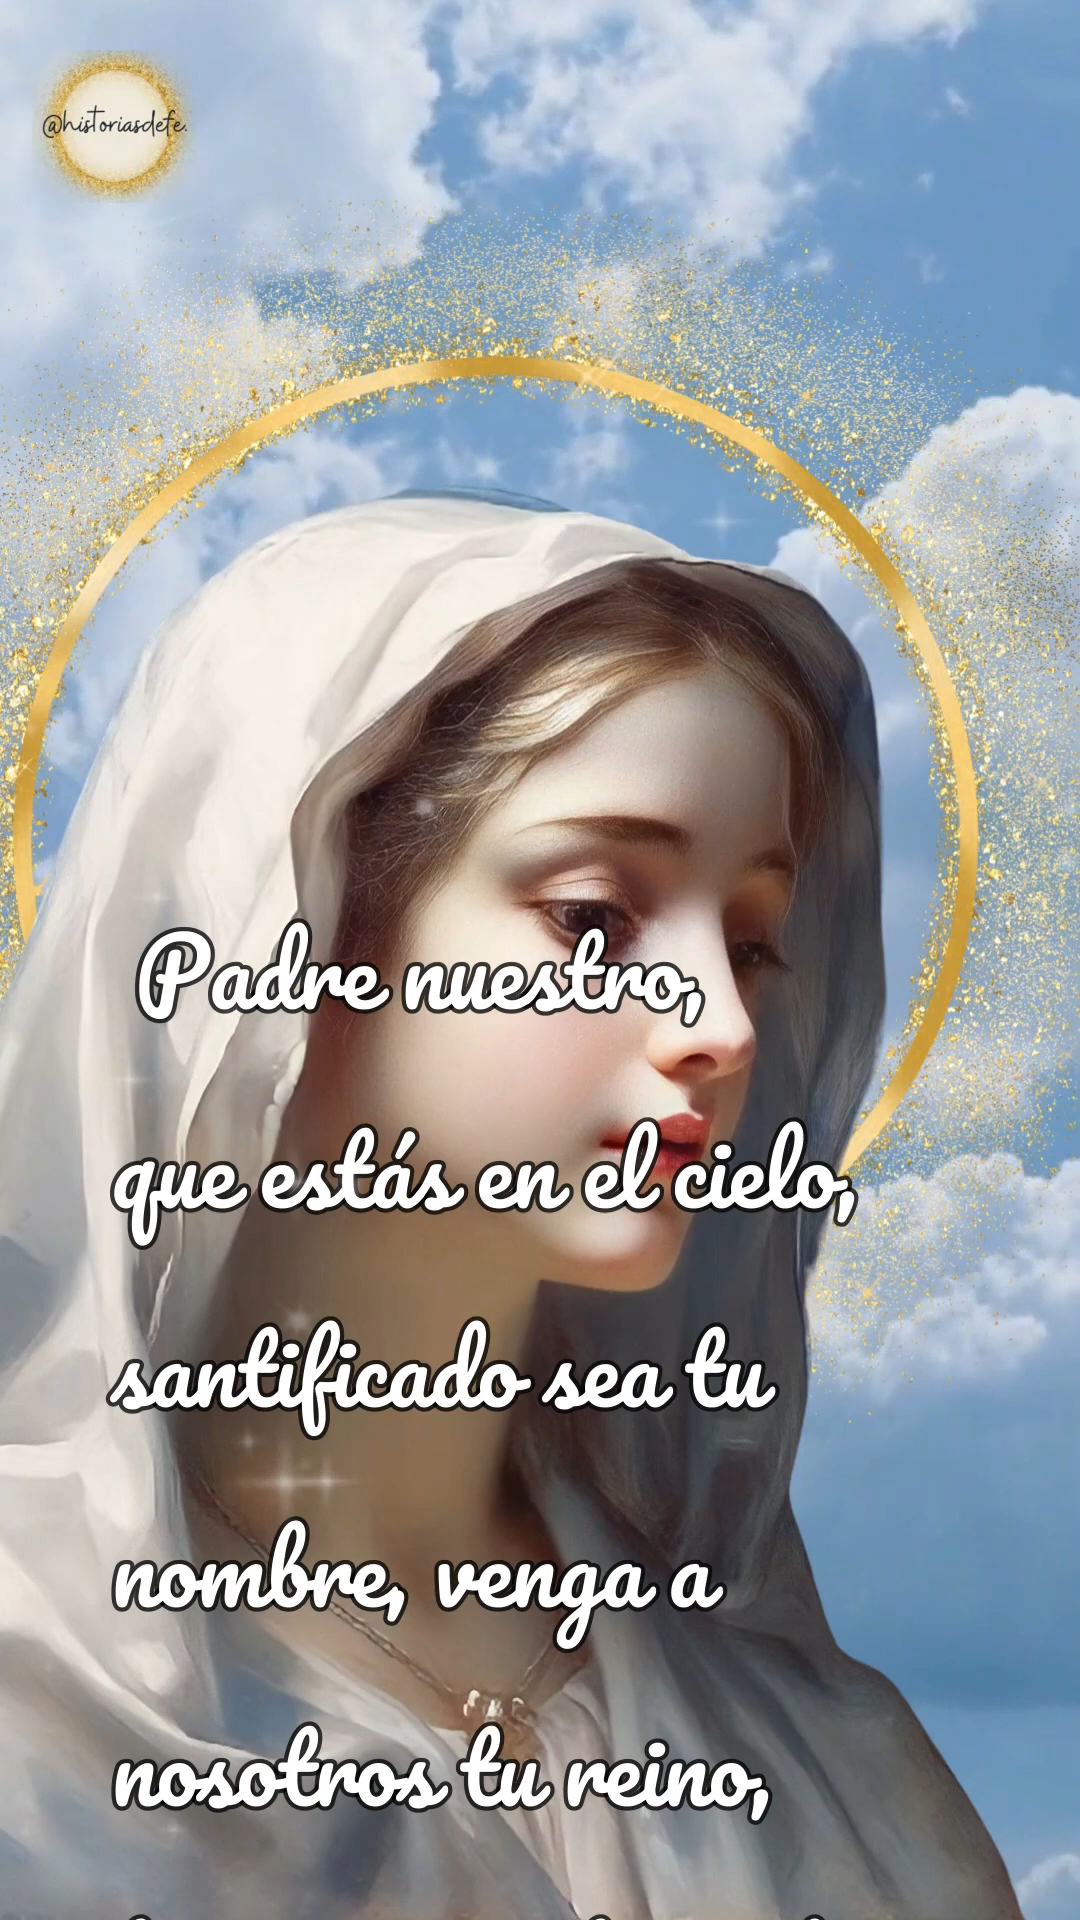 @historiasdefe.
Padre nuestro,
que estás en el cielo,
santificado sea tu
nombre, venga a
nosotros tu reino,